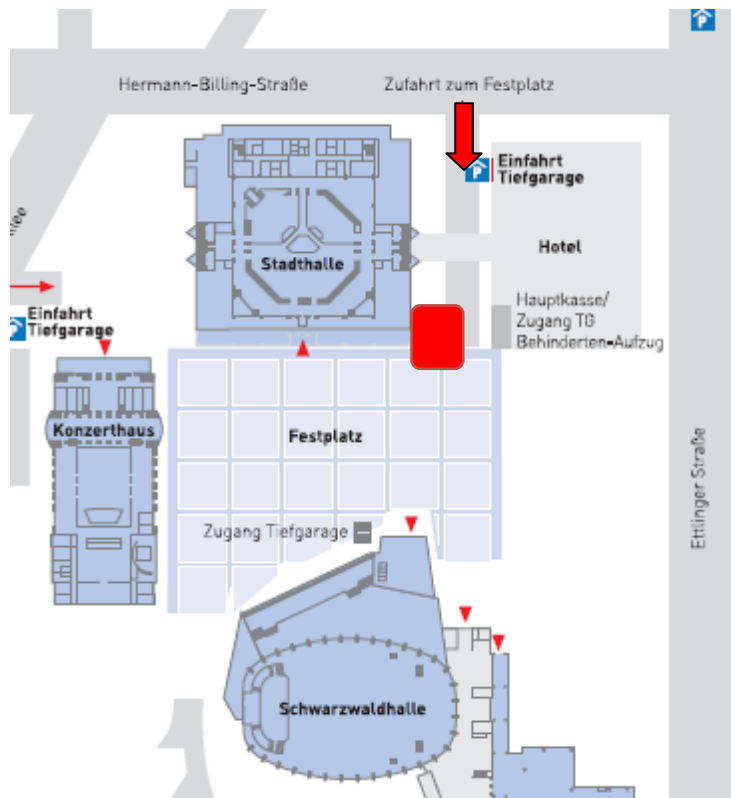 P
Hermann-Billing-Straße
Zufahrt zum Festplatz
P
Einfahrt
Tiefgarage
Stadthalle
Hotel
Hauptkasse/
Zugang TG
Behinderten-Aufzug
Einfahrt
Tiefgarage
P
Konzerthaus
Festplatz
Ettlinger Straße
Zugang Tiefgarage
Schwarzwaldhalle